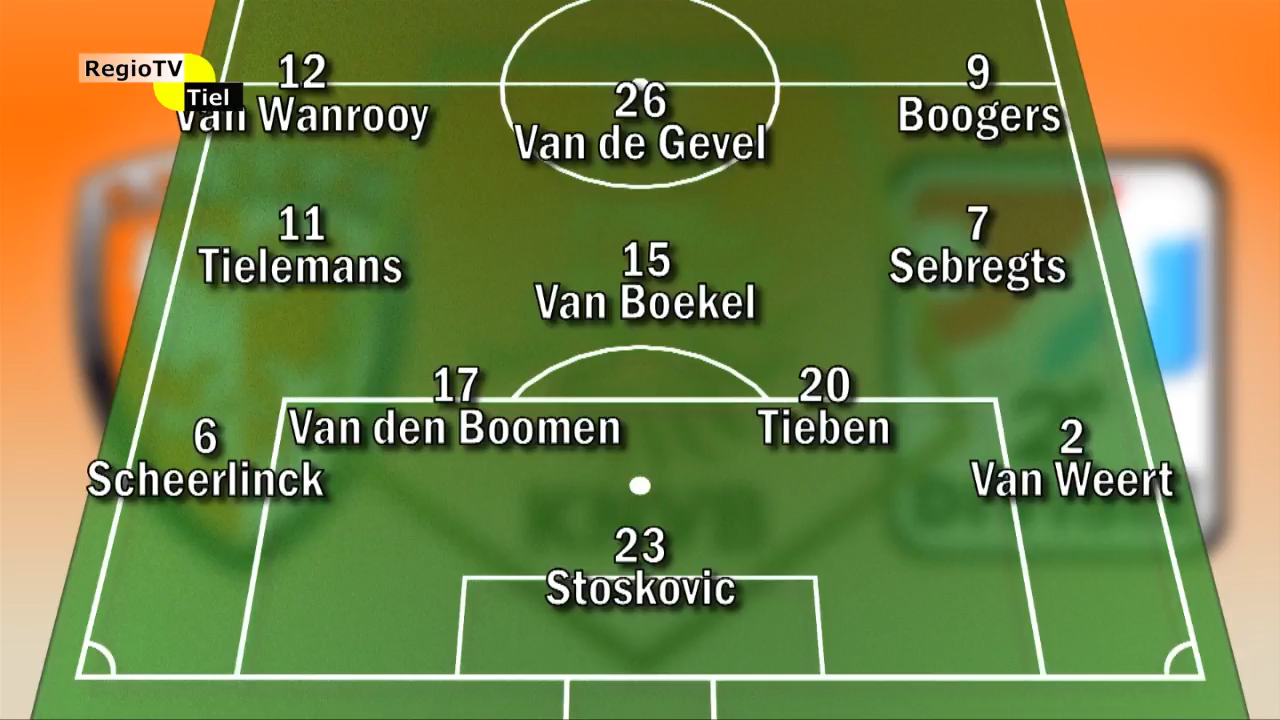 RegioTV
Tiel
12
Van Wanrooy
26
Van de Gevel
9
Boogers
11
Tielemans
15
Van Boekel
7
Sebregts
17
Van den Boomen
20
Tieben
6
Scheerlinck
2
Van Weert
23
Stoskovic